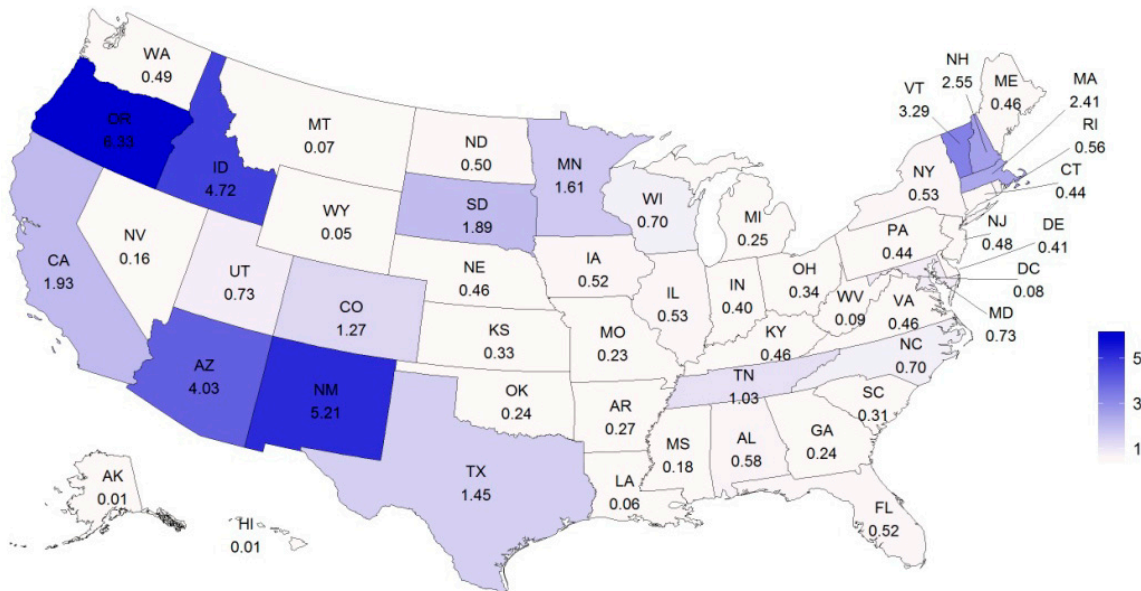 WA
0.49
OR
6.33
ID
4.72
MT
0.07
ND
0.50
MN
1.61
WI
0.70
MI
0.25
NH
2.55
VT
3.29
ME
0.46
MA
2.41
RI
0.56
CT
0.44
NY
0.53
NJ
0.48
DE
0.41
DC
0.08
MD
0.73
PA
0.44
WY
0.05
SD
1.89
NE
0.46
IA
0.52
IL
0.53
IN
0.40
OH
0.34
WV
0.09
VA
0.46
NC
0.70
KY
0.46
TN
1.03
SC
0.31
NV
0.16
CA
1.93
UT
0.73
CO
1.27
KS
0.33
MO
0.23
AZ
4.03
NM
5.21
OK
0.24
AR
0.27
MS
0.18
AL
0.58
GA
0.24
TX
1.45
LA
0.06
FL
0.52
AK
0.01
HI
0.01
5
3
1